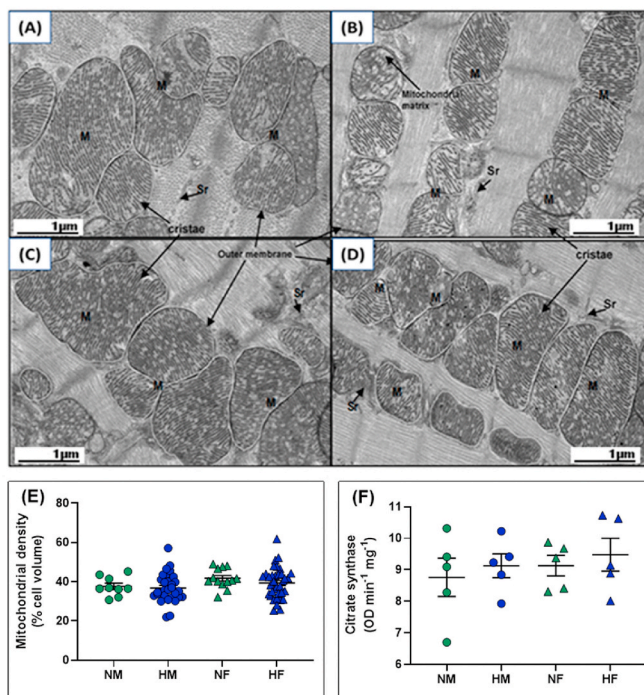 (A)
M
M
M
Sr
cristae
Outer membrane
1µm
(B)
Mitochondrial
matrix
M
M
M
M
Sr
1µm
(C)
M
M
M
Sr
1µm
(D)
cristae
Sr
M
M
M
M
M
Sr
1µm
(E)
Mitochondrial density
(% cell volume)
80
60
40
20
0
NM HM NF HF
(F)
Citrate synthase
(OD min-1 mg-1)
11
10
9
8
7
6
NM HM NF HF